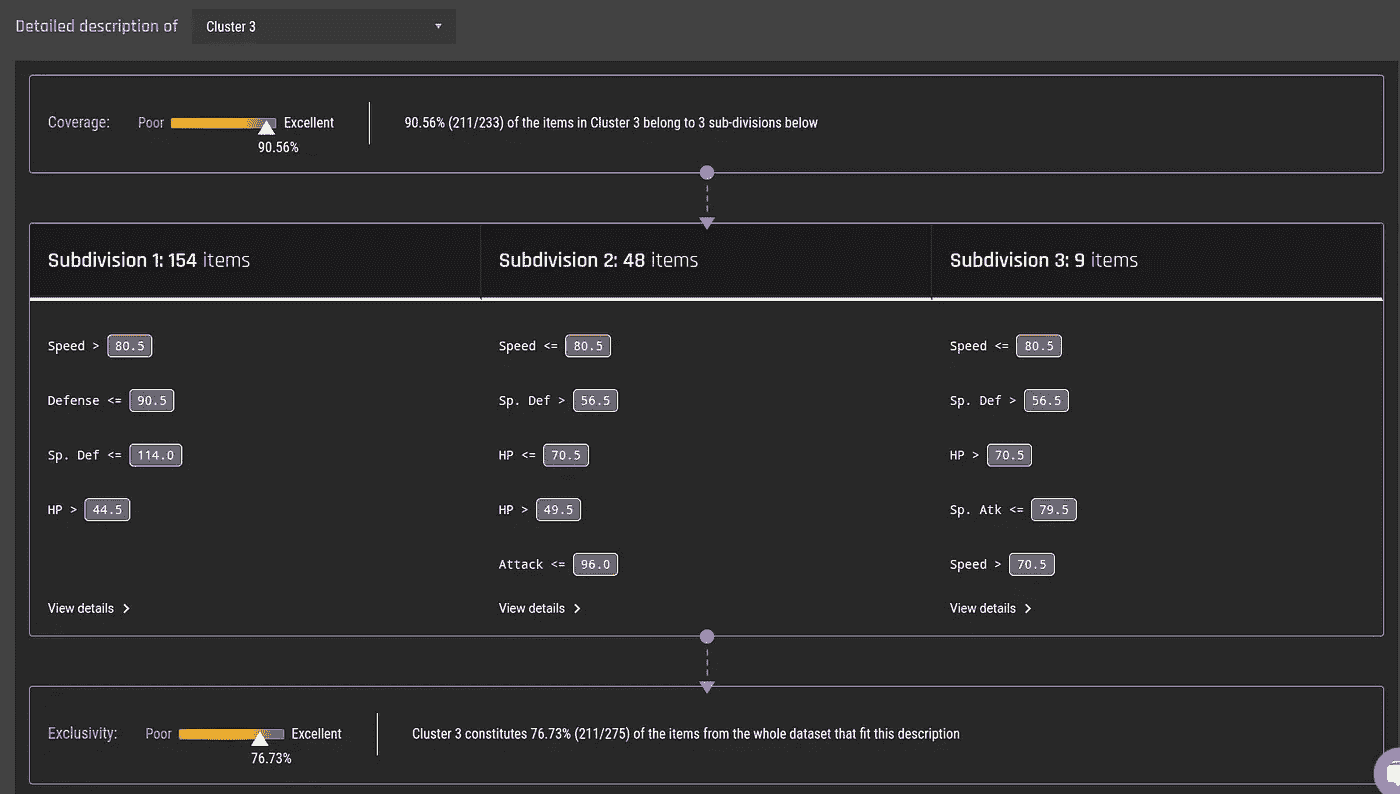 Detailed description of Cluster 3
Coverage: Poor Excellent 90.56% (211/233) of the items in Cluster 3 belong to 3 sub-divisions below
90.56%
Subdivision 1: 154 items
Subdivision 2: 48 items
Subdivision 3: 9 items
Speed > 80.5
Defense <= 90.5
Sp. Def <= 114.0
HP > 44.5
View details
Speed <= 80.5
Sp. Def > 56.5
HP <= 70.5
HP > 49.5
Attack <= 96.0
View details
Speed <= 80.5
Sp. Def > 56.5
HP > 70.5
Sp. Atk <= 79.5
Speed > 70.5
View details
Exclusivity: Poor Excellent Cluster 3 constitutes 76.73% (211/275) of the items from the whole dataset that fit this description
76.73%